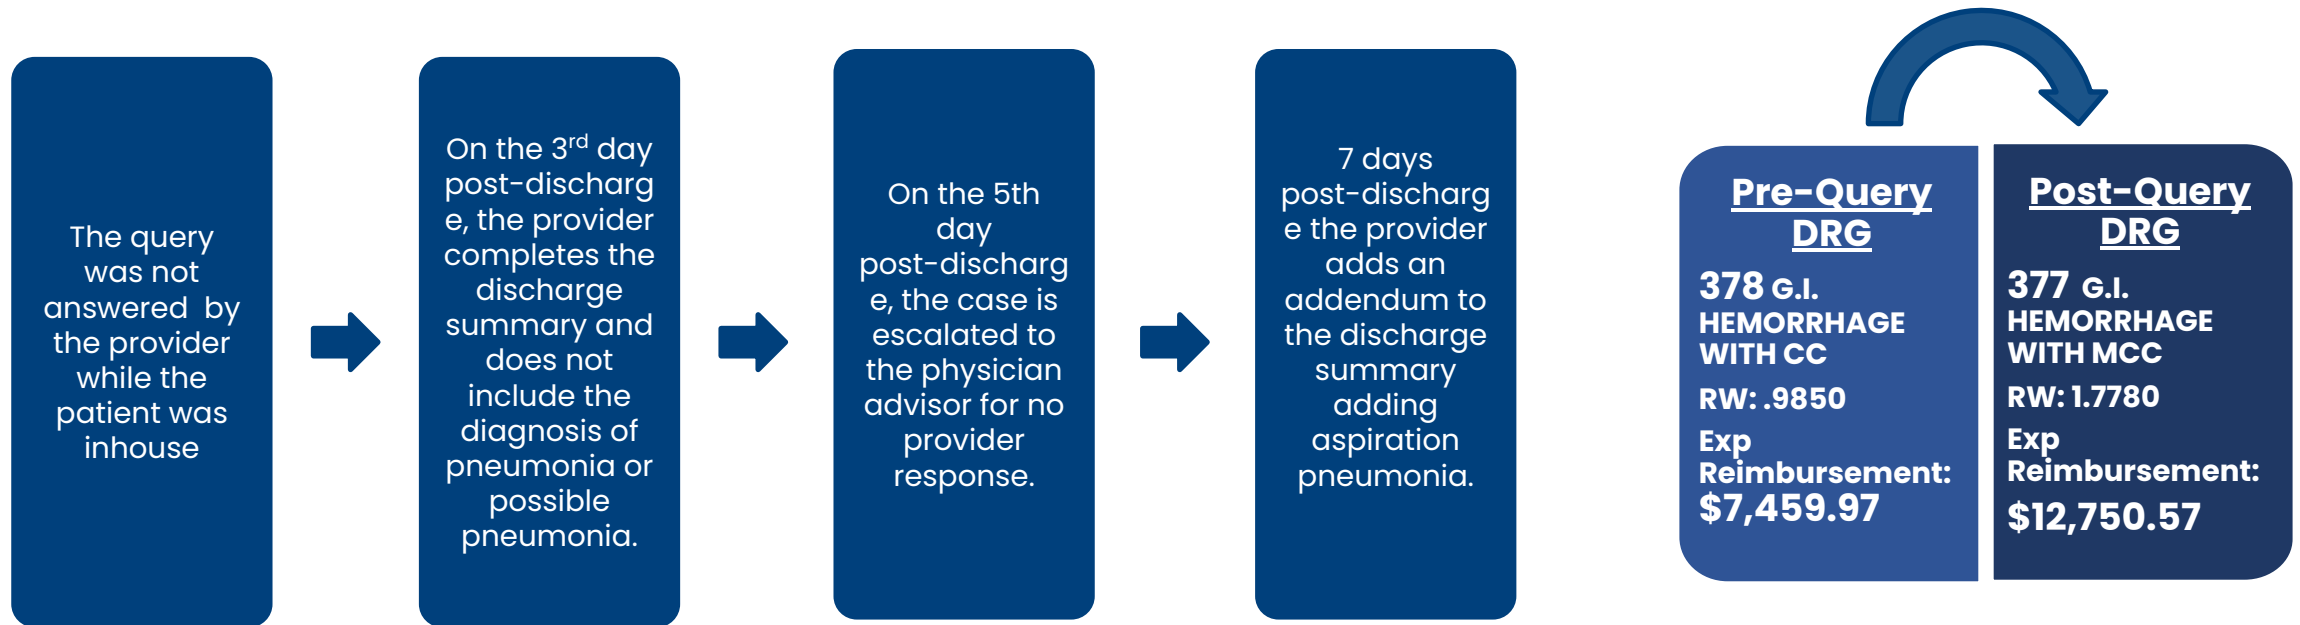 The query
was not
answered  by
the provider
while the
patient was
inhouse
On the 3rd day
post-discharg
e, the provider
completes the
discharge
summary and
does not
include the
diagnosis of
pneumonia or
possible
pneumonia.
On the 5th
day
post-discharg
e, the case is
escalated to
the physician
advisor for no
provider
response.
7 days
post-discharg
e the provider
adds an
addendum to
the discharge
summary
adding
aspiration
pneumonia.
Pre-Query
DRG
378 G.I.
HEMORRHAGE
WITH CC
RW: .9850
Exp
Reimbursement:
$7,459.97
Post-Query
DRG
377  G.I.
HEMORRHAGE
WITH MCC
RW: 1.7780
Exp
Reimbursement:
$12,750.57